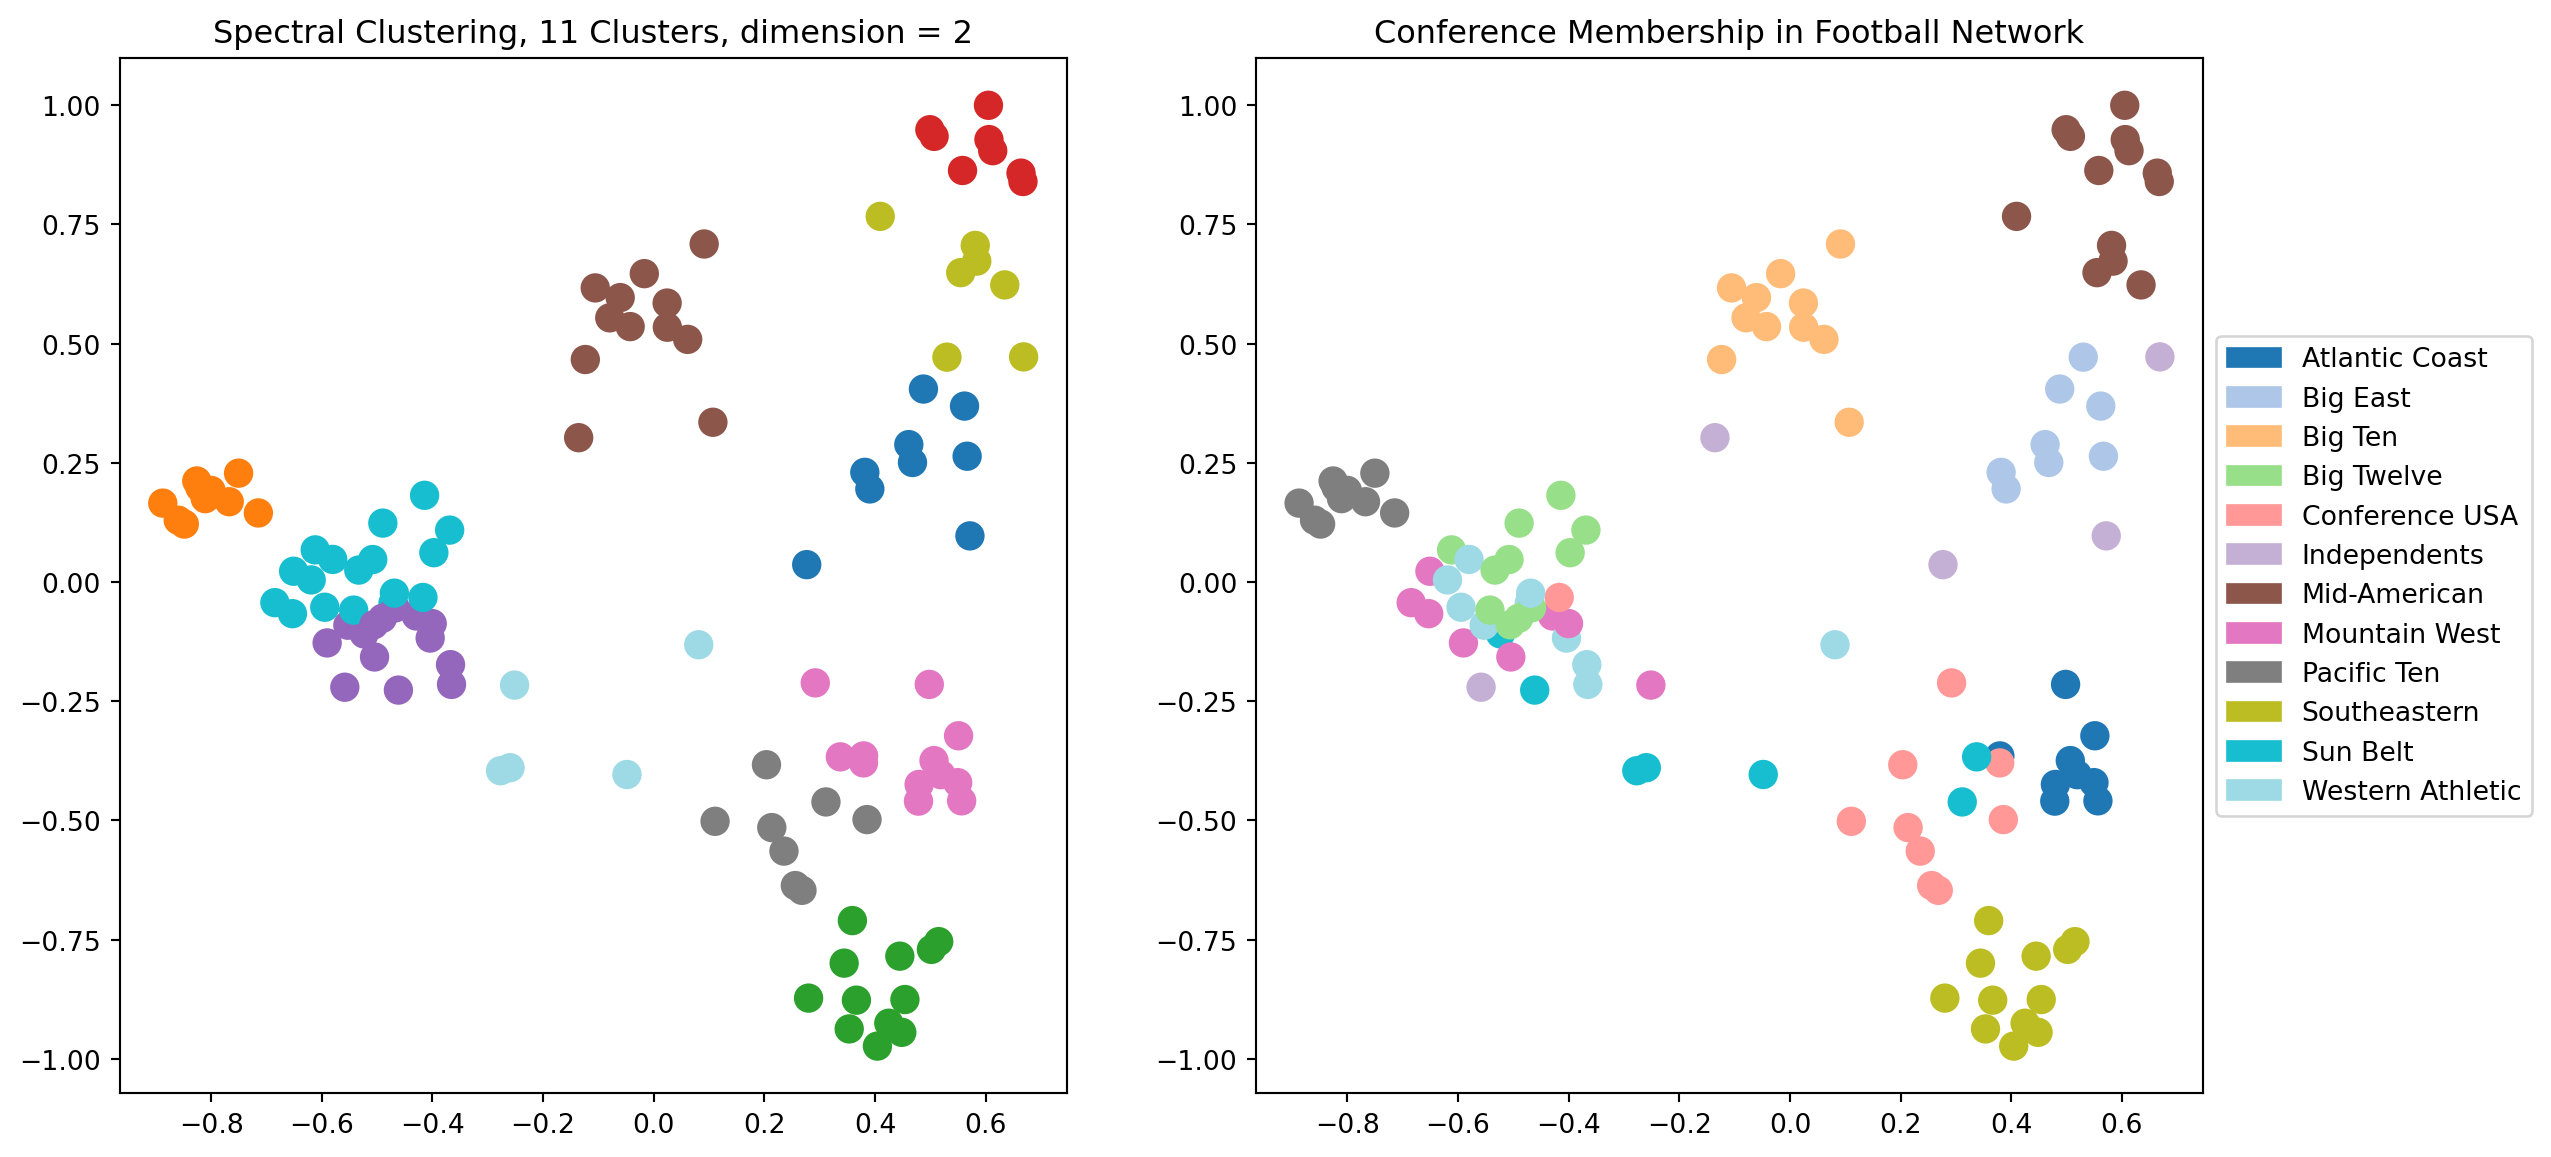 Spectral Clustering, 11 Clusters, dimension = 2
1.00
0.75
0.50
0.25
0.00
−0.25
−0.50
−0.75
−1.00
−0.8 −0.6 −0.4 −0.2 0.0 0.2 0.4 0.6
Conference Membership in Football Network
1.00
0.75
0.50
0.25
0.00
−0.25
−0.50
−0.75
−1.00
−0.8 −0.6 −0.4 −0.2 0.0 0.2 0.4 0.6
Atlantic Coast
Big East
Big Ten
Big Twelve
Conference USA
Independents
Mid-American
Mountain West
Pacific Ten
Southeastern
Sun Belt
Western Athletic